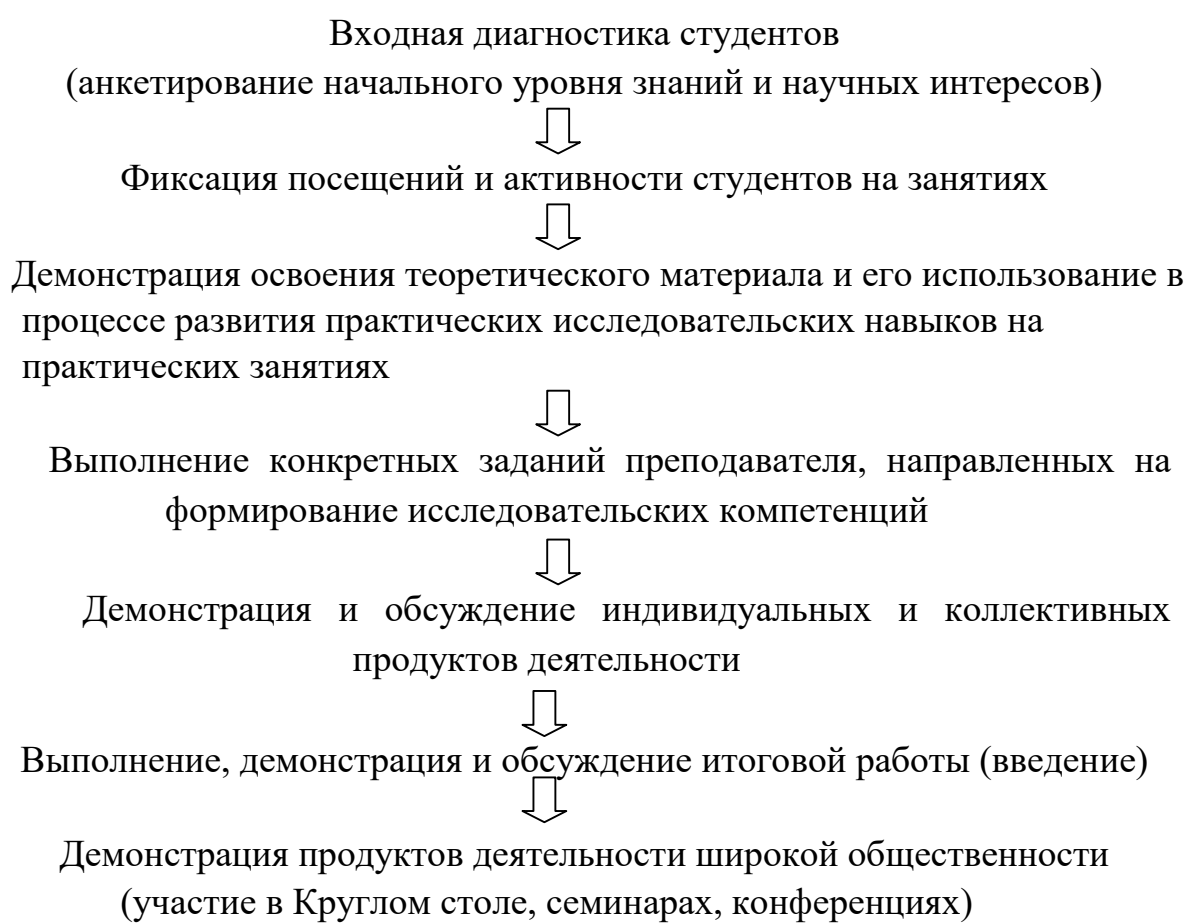 Входная диагностика студентов
(анкетирование начального уровня знаний и научных интересов)
Фиксация посещений и активности студентов на занятиях
Демонстрация освоения теоретического материала и его использование в
процессе развития практических исследовательских навыков на
практических занятиях
Выполнение конкретных заданий преподавателя, направленных на
формирование исследовательских компетенций
Демонстрация и обсуждение индивидуальных и коллективных
продуктов деятельности
Выполнение, демонстрация и обсуждение итоговой работы (введение)
Демонстрация продуктов деятельности широкой общественности
(участие в Круглом столе, семинарах, конференциях)